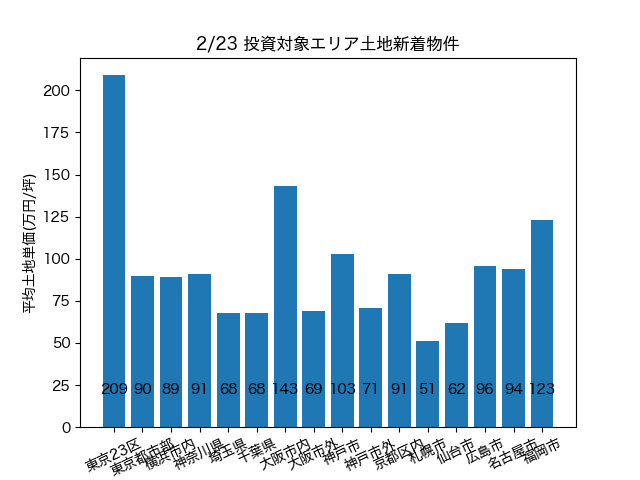 2/23 投資対象エリア土地新着物件
平均土地単価(万円/坪)
200
175
150
125
100
75
50
25
0
209 90 89 91 68 68 143 69 103 71 91 51 62 96 94 123
東京23区
東京都市部
横浜市内
神奈川県
埼玉県
千葉県
大阪市内
大阪市外
神戸市
神戸市外
京都区内
札幌市
仙台市
広島市
名古屋市
福岡市